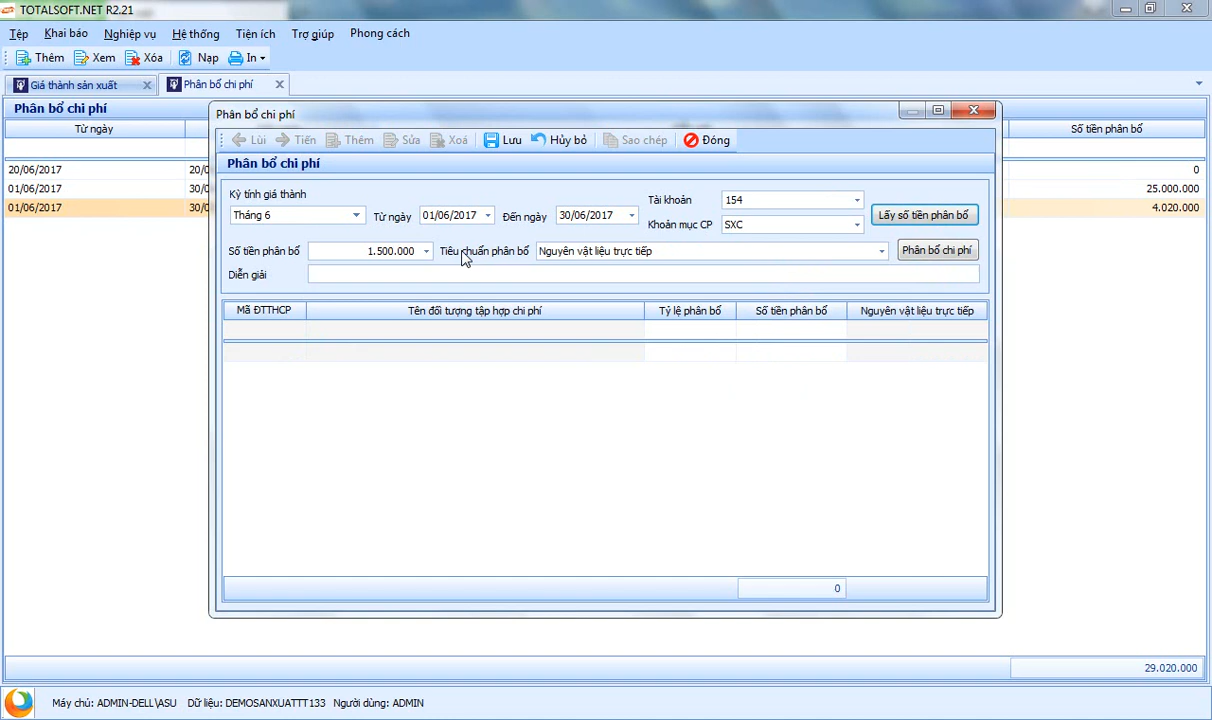 TOTALSOFT.NET R2.21
Tệp Khai báo Nghiệp vụ Hệ thống Tiện ích Trợ giúp Phong cách
Thêm Xem Xóa Nạp In
Giá thành sản xuất Phân bổ chi phí
Phân bổ chi phí
Từ ngày Số tiền phân bổ
20/06/2017 0
01/06/2017 25.000.000
01/06/2017 4.020.000
Phân bổ chi phí
Lùi Tiến Thêm Sửa Xoá Lưu Hủy bỏ Sao chép Đóng
Phân bổ chi phí
Kỳ tính giá thành
Tháng 6 Từ ngày 01/06/2017 Đến ngày 30/06/2017
Tài khoản 154
Khoản mục CP SXC
Lấy số tiền phân bổ
Số tiền phân bổ 1.500.000 Tiêu chuẩn phân bổ Nguyên vật liệu trực tiếp Phân bổ chi phí
Diễn giải
Mã ĐTTHCP Tên đối tượng tập hợp chi phí Tỷ lệ phân bổ Số tiền phân bổ Nguyên vật liệu trực tiếp
0
29.020.000
Máy chủ: ADMIN-DELL\ASU Dữ liệu: DEMOSANXUATTT133 Người dùng: ADMIN